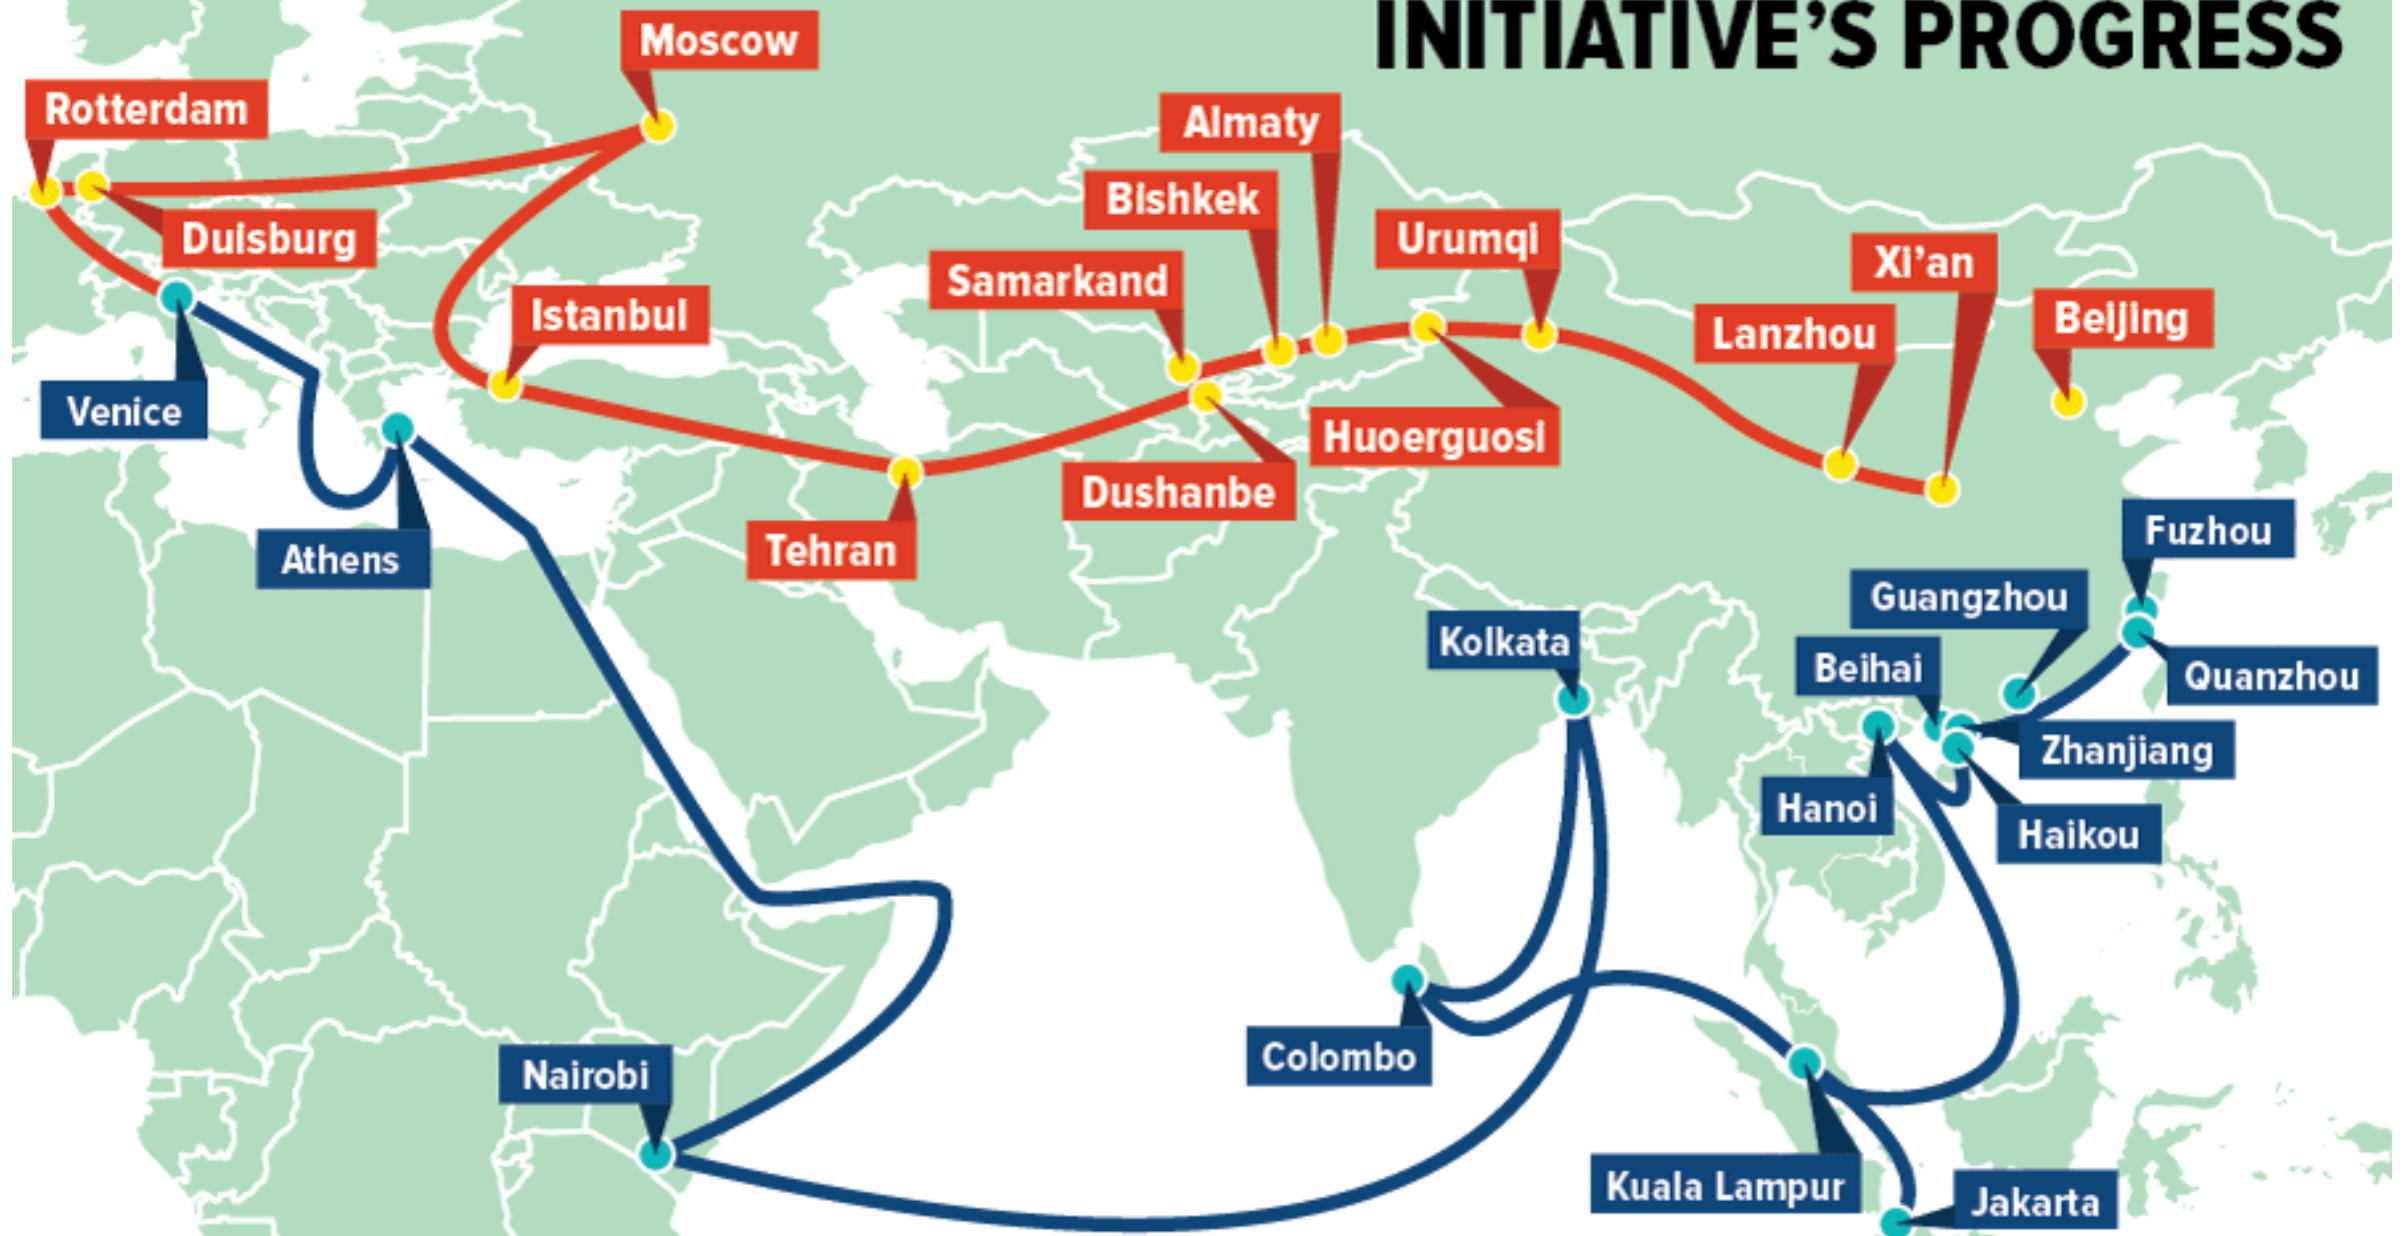 INITIATIVE'S PROGRESS
Moscow
Rotterdam
Almaty
Bishkek
Duisburg
Urumqi
Samarkand
Xi'an
Istanbul
Lanzhou
Beijing
Venice
Huoerguosi
Dushanbe
Tehran
Athens
Fuzhou
Guangzhou
Kolkata
Beihai
Quanzhou
Zhanjiang
Hanoi
Haikou
Colombo
Nairobi
Kuala Lampur
Jakarta